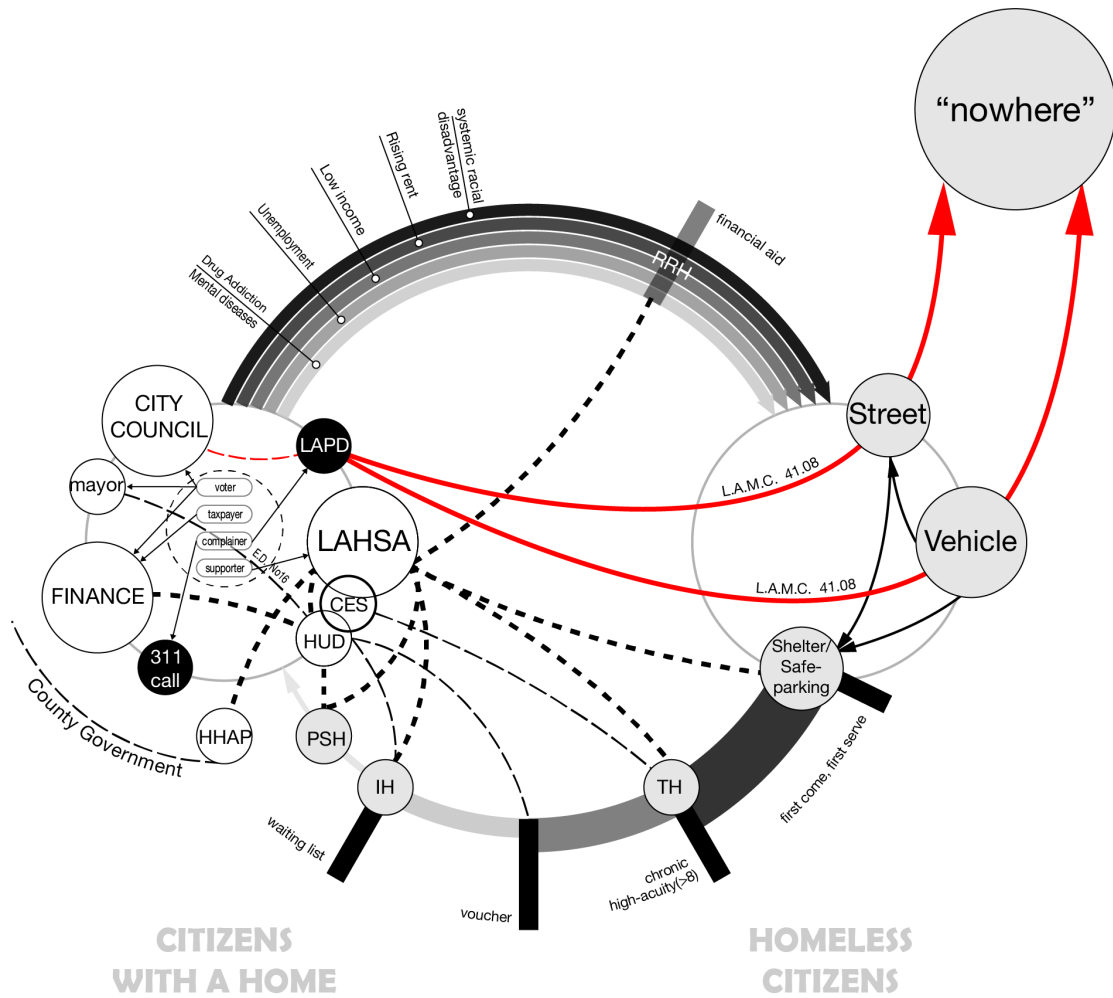 "nowhere"
systemic racial
disadvantage
Rising rent
Low income
Unemployment
Drug Addiction
Mental diseases
RRH
financial aid
CITY
COUNCIL
LAPD
Street
L.A.M.C. 41.08
mayor
voter
taxpayer
complainer
supporter
E.D. No16
LAHSA
Vehicle
L.A.M.C. 41.08
FINANCE
CES
HUD
311
call
Shelter/
Safe-
parking
County Government
HHAP
PSH
IH
TH
first come, first serve
waiting list
voucher
chronic
high-acuity(>8)
CITIZENS
WITH A HOME
HOMELESS
CITIZENS